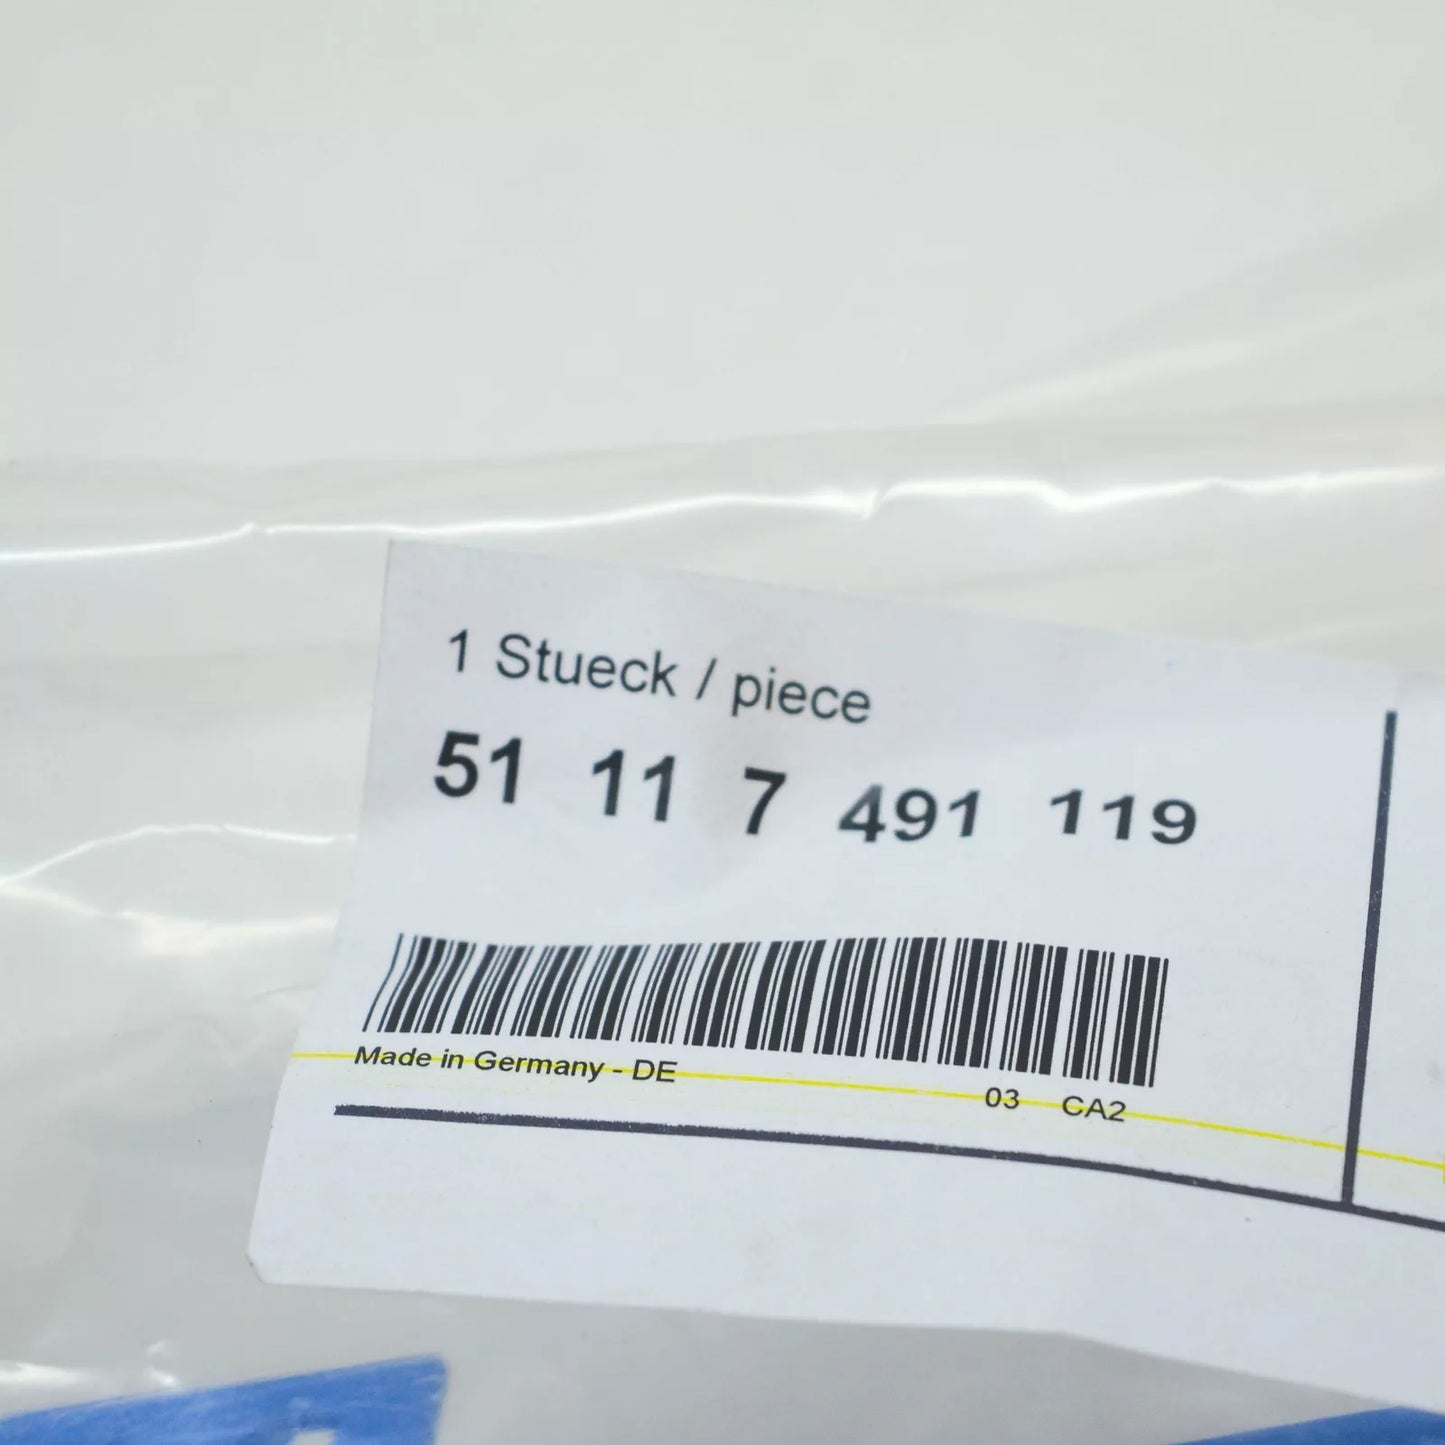 1 Stueck / piece
51 11 7 491 119
Made in Germany - DE
03 CA2